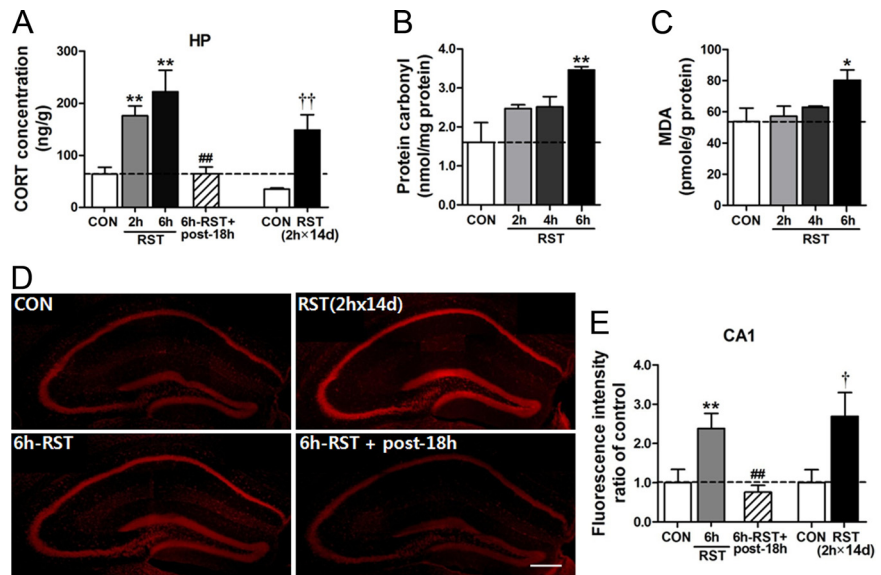 A
HP
CORT concentration
(ng/g)
300
200
100
0
**
**
##
††
CON
2h
6h
RST
6h-RST+
post-18h
CON
RST
(2h×14d)
B
Protein carbonyl
(nmol/mg protein)
4.0
3.0
2.0
1.0
0.0
**
CON
2h
4h
6h
RST
C
MDA
(pmole/g protein)
100
80
60
40
20
0
*
CON
2h
4h
6h
RST
D
CON
RST(2hx14d)
6h-RST
6h-RST + post-18h
E
CA1
Fluorescence intensity
ratio of control
4.0
3.0
2.0
1.0
0.0
**
##
†
CON
6h
RST
6h-RST+
post-18h
CON
RST
(2h×14d)